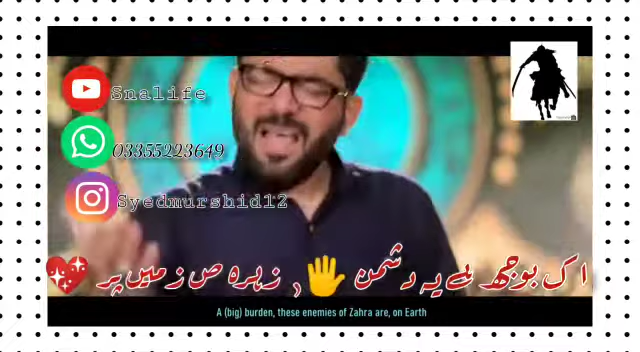 Snalife
03355223649
Syedmurshid12
اک بوجھ ہے یہ دشمن 🖐 زہرہ ص زمیں پر 💖
A (big) burden, these enemies of Zahra are, on Earth